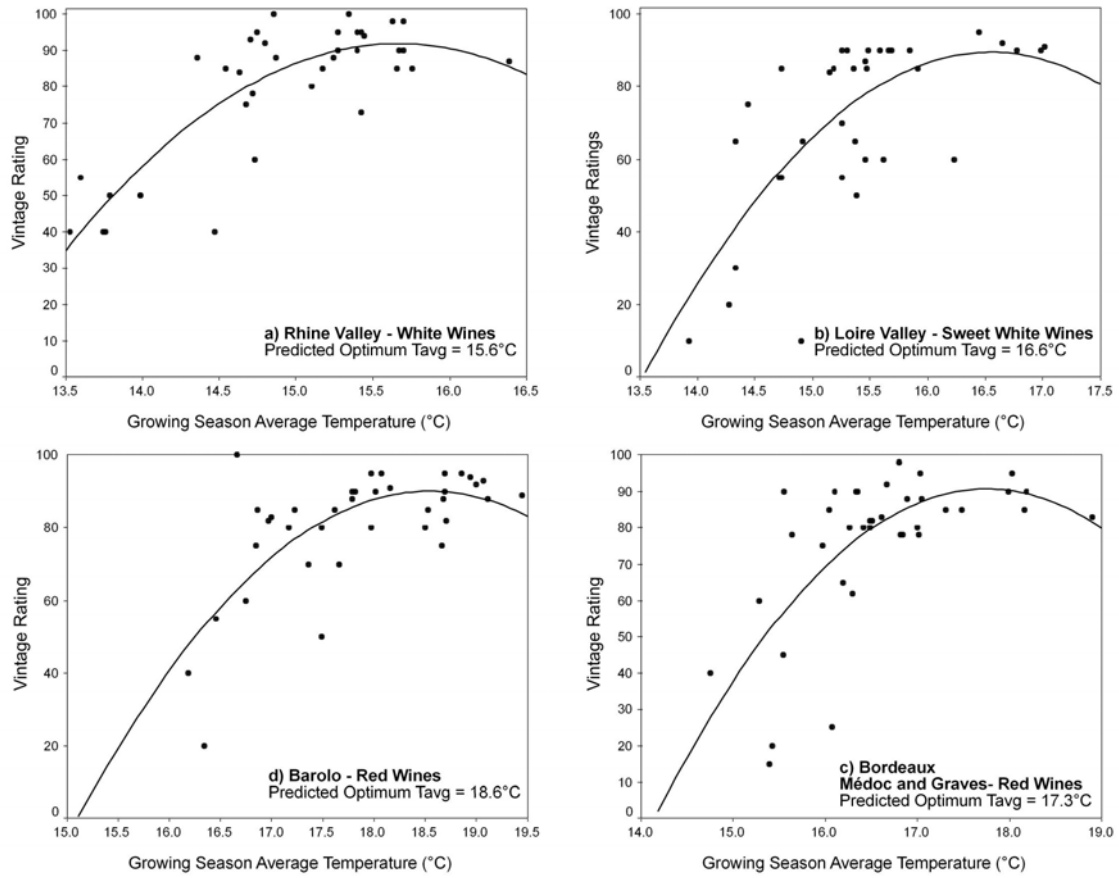 Vintage Rating
100
90
80
70
60
50
40
30
20
10
0
13.5 14.0 14.5 15.0 15.5 16.0 16.5
Growing Season Average Temperature (°C)
a) Rhine Valley - White Wines
Predicted Optimum Tavg = 15.6°C
Vintage Ratings
100
80
60
40
20
0
13.5 14.0 14.5 15.0 15.5 16.0 16.5 17.0 17.5
Growing Season Average Temperature (°C)
b) Loire Valley - Sweet White Wines
Predicted Optimum Tavg = 16.6°C
Vintage Rating
100
80
60
40
20
0
15.0 15.5 16.0 16.5 17.0 17.5 18.0 18.5 19.0 19.5
Growing Season Average Temperature (°C)
d) Barolo - Red Wines
Predicted Optimum Tavg = 18.6°C
Vintage Rating
100
90
80
70
60
50
40
30
20
10
0
14.0 15.0 16.0 17.0 18.0 19.0
Growing Season Average Temperature (°C)
c) Bordeaux
Médoc and Graves- Red Wines
Predicted Optimum Tavg = 17.3°C